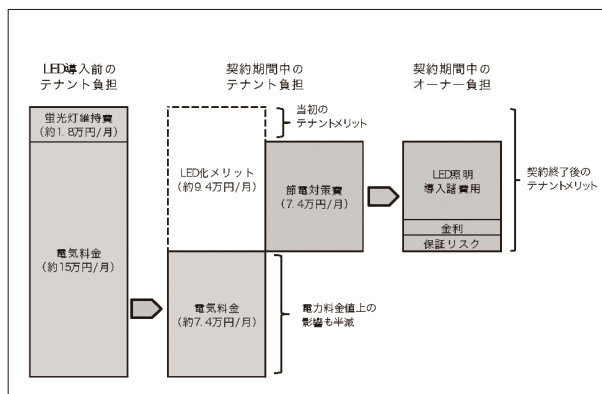 LED導入前の
テナント負担
契約期間中の
テナント負担
契約期間中の
オーナー負担
蛍光灯維持費
(約1.8万円/月)
電気料金
(約15万円/月)
LED化メリット
(約9.4万円/月)
当初の
テナントメリット
節電対策費
(7.4万円/月)
電気料金
(約7.4万円/月)
電力料金値上の
影響も半減
LED照明
導入諸費用
金利
保証リスク
契約終了後の
テナントメリット